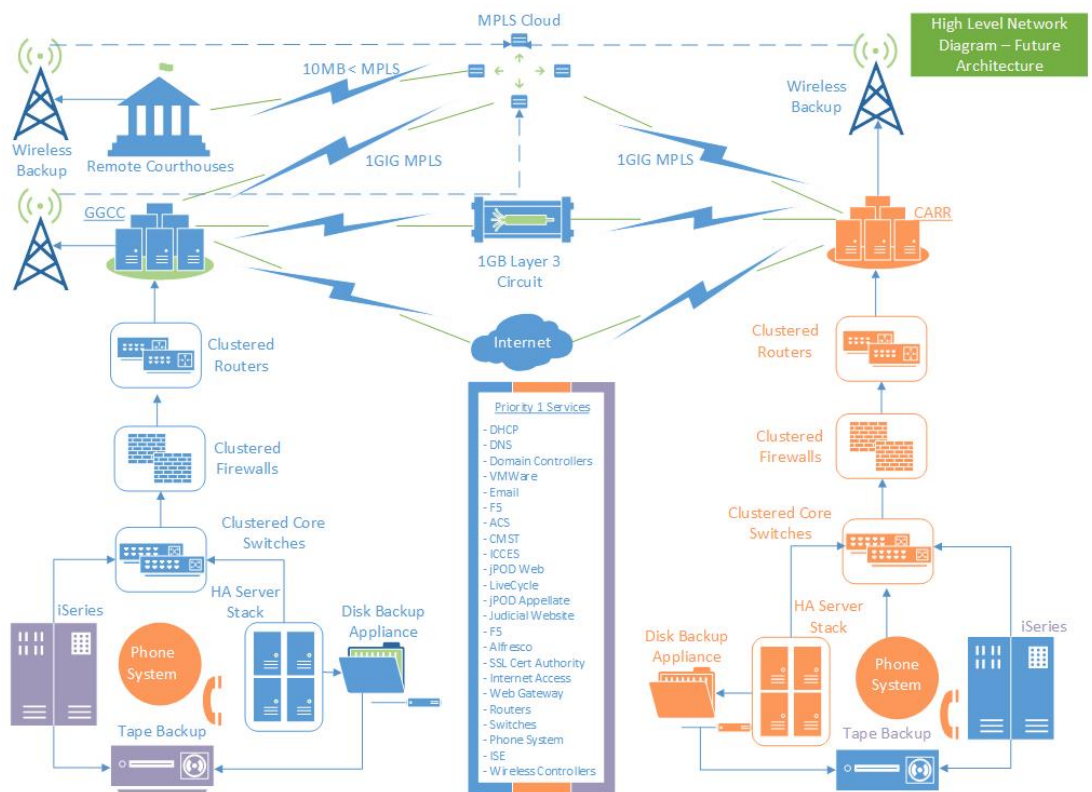 MPLS Cloud
High Level Network
Diagram – Future
Architecture
10MB< MPLS
Wireless
Backup
Wireless
Backup
Remote Courthouses
1GIG MPLS
1GIG MPLS
GGCC
CARR
1GB Layer 3
Circuit
Internet
Clustered
Routers
Clustered
Routers
Clustered
Firewalls
Clustered
Firewalls
Priority 1 Services
- DHCP
- DNS
- Domain Controllers
- VMWare
- Email
- F5
- ACS
- CMST
- ICCES
- jPOD Web
- LiveCycle
- jPOD Appellate
- Judicial Website
- F5
- Alfresco
- SSL Cert Authority
- Internet Access
- Web Gateway
- Routers
- Switches
- Phone System
- ISE
- Wireless Controllers
Clustered Core
Switches
Clustered Core
Switches
iSeries
HA Server
Stack
Disk Backup
Appliance
Phone
System
Tape Backup
Disk Backup
Appliance
HA Server
Stack
Phone
System
iSeries
Tape Backup